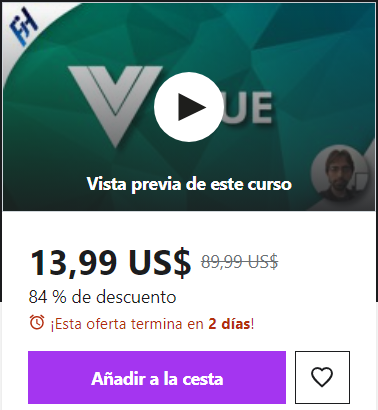 FH
VUE
Vista previa de este curso
13,99 US$ 89,99 US$
84 % de descuento
¡Esta oferta termina en 2 días!
Añadir a la cesta